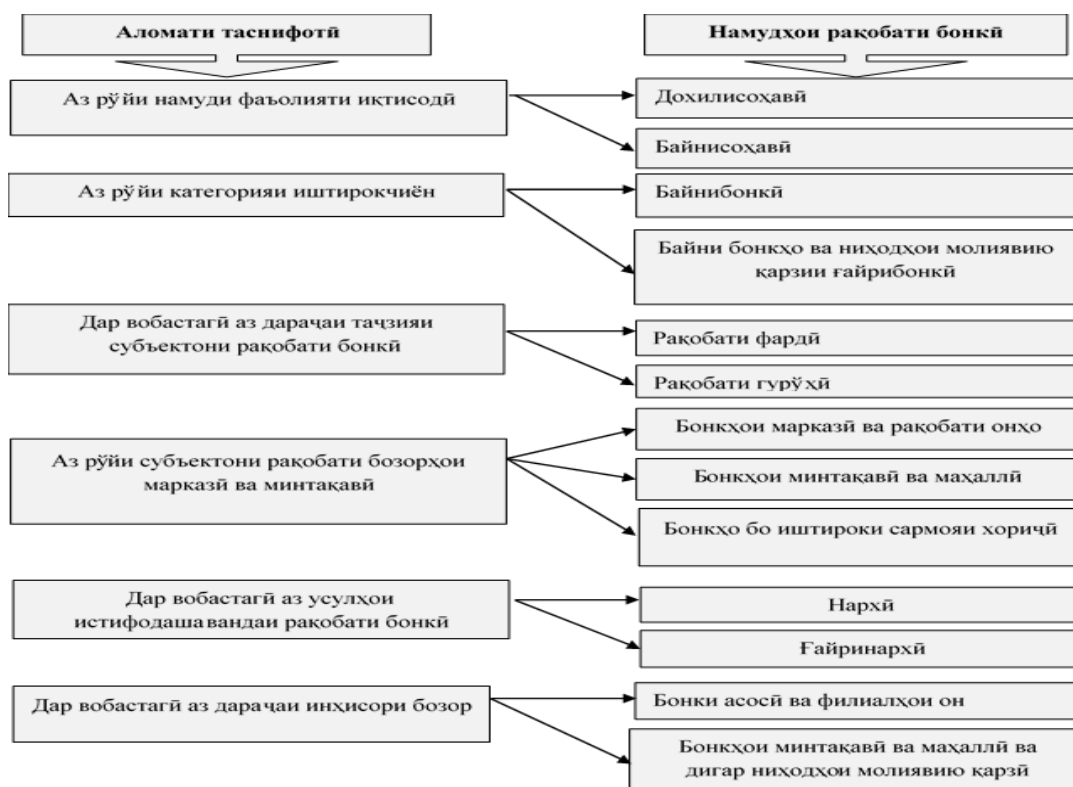 Аломати таснифотӣ
Намудҳои рақобати бонкӣ
Аз рӯйи намуди фаъолияти иқтисодӣ
Дохилисоҳавӣ
Байнисоҳавӣ
Аз рӯйи категорияи иштирокчиён
Байнибонкӣ
Байни бонкҳо ва ниҳодҳои молиявию
қарзии ғайрибонкӣ
Дар вобастагӣ аз дараҷаи таҷзияи
субъектони рақобати бонкӣ
Рақобати фардӣ
Рақобати гурӯҳӣ
Аз рӯйи субъектони рақобати бозорҳои
марказӣ ва минтақавӣ
Бонкҳои марказӣ ва рақобати онҳо
Бонкҳои минтақавӣ ва маҳаллӣ
Бонкҳо бо иштироки сармояи хориҷӣ
Дар вобастагӣ аз усулҳои
истифодашавандаи рақобати бонкӣ
Нархӣ
Ғайринархӣ
Дар вобастагӣ аз дараҷаи инҳисори бозор
Бонки асосӣ ва филиалҳои он
Бонкҳои минтақавӣ ва маҳаллӣ ва
дигар ниҳодҳои молиявию қарзӣ